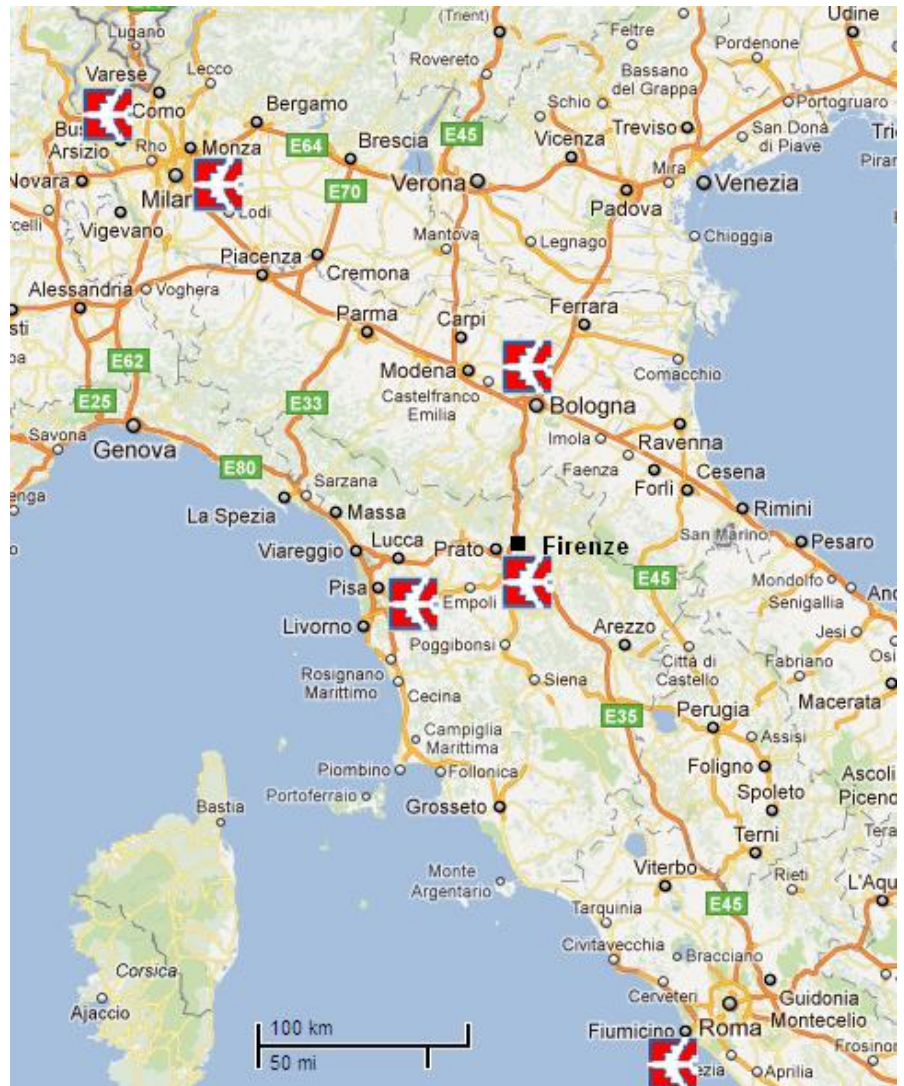 Lugano
(Trient)
Feltre
Udine
Varese
Lecco
Rovereto
Pordenone
Como
Bergamo
Bassano
del Grappa
Portogruaro
Schio
Arsizio
Rho
Monza
E64
Brescia
E45
Vicenza
Treviso
San Donà
di Piave
Novara
E70
Verona
Mira
Venezia
Lodi
Padova
Vigevano
Mantova
Legnago
Chioggia
Piacenza
Cremona
Alessandria
Voghera
Parma
Carpi
Ferrara
E62
Modena
Comacchio
Castelfranco
Emilia
E25
E33
Bologna
Savona
Genova
Imola
Ravenna
E80
Faenza
Cesena
Sarzana
Forlì
La Spezia
Massa
Rimini
Viareggio
Lucca
Prato
Firenze
San Marino
Pesaro
Pisa
Empoli
E45
Mondolfo
Senigallia
Livorno
Poggibonsi
Arezzo
Jesi
Rosignano
Marittimo
Siena
Città di
Castello
Fabriano
Cecina
E35
Perugia
Macerata
Campiglia
Marittima
Assisi
Piombino
Follonica
Foligno
Ascoli
Piceno
Portoferraio
Grosseto
Spoleto
Bastia
Terni
Monte
Argentario
Viterbo
Rieti
E45
Tarquinia
Civitavecchia
Bracciano
Corsica
Cerveteri
Guidonia
Montecelio
Ajaccio
100 km
50 mi
Fiumicino
Roma
Aprilia